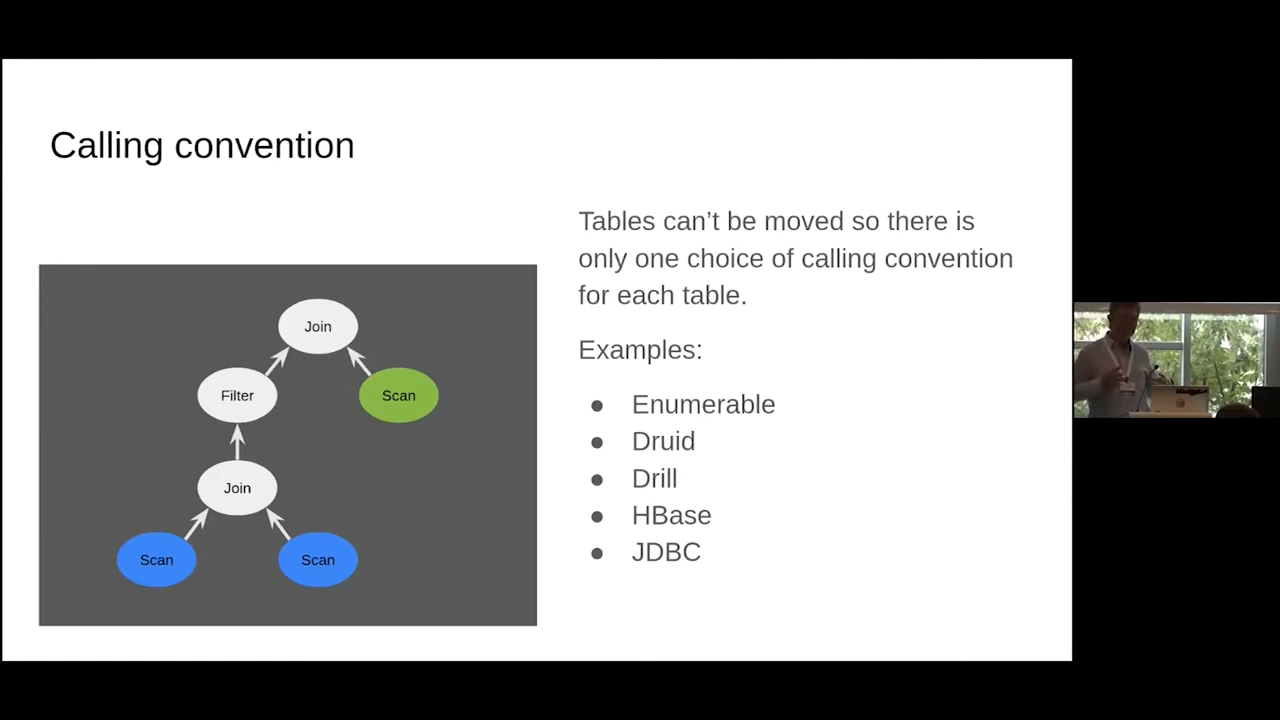 Calling convention
Tables can’t be moved so there is
only one choice of calling convention
for each table.
Examples:
● Enumerable
● Druid
● Drill
● HBase
● JDBC
Join
Filter
Scan
Join
Scan
Scan